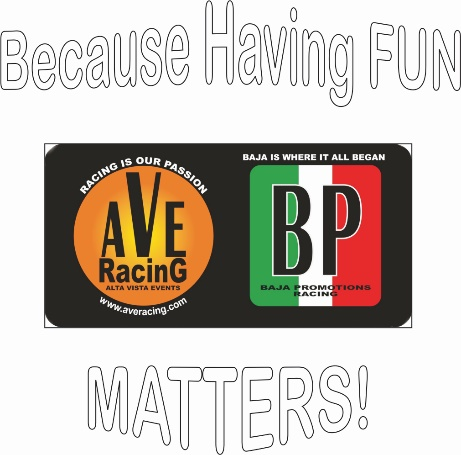 Because Having FUN
RACING IS OUR PASSION
AVE
RacinG
ALTA VISTA EVENTS
www.averacing.com
BAJA IS WHERE IT ALL BEGAN
BP
BAJA PROMOTIONS
RACING
MATTERS!